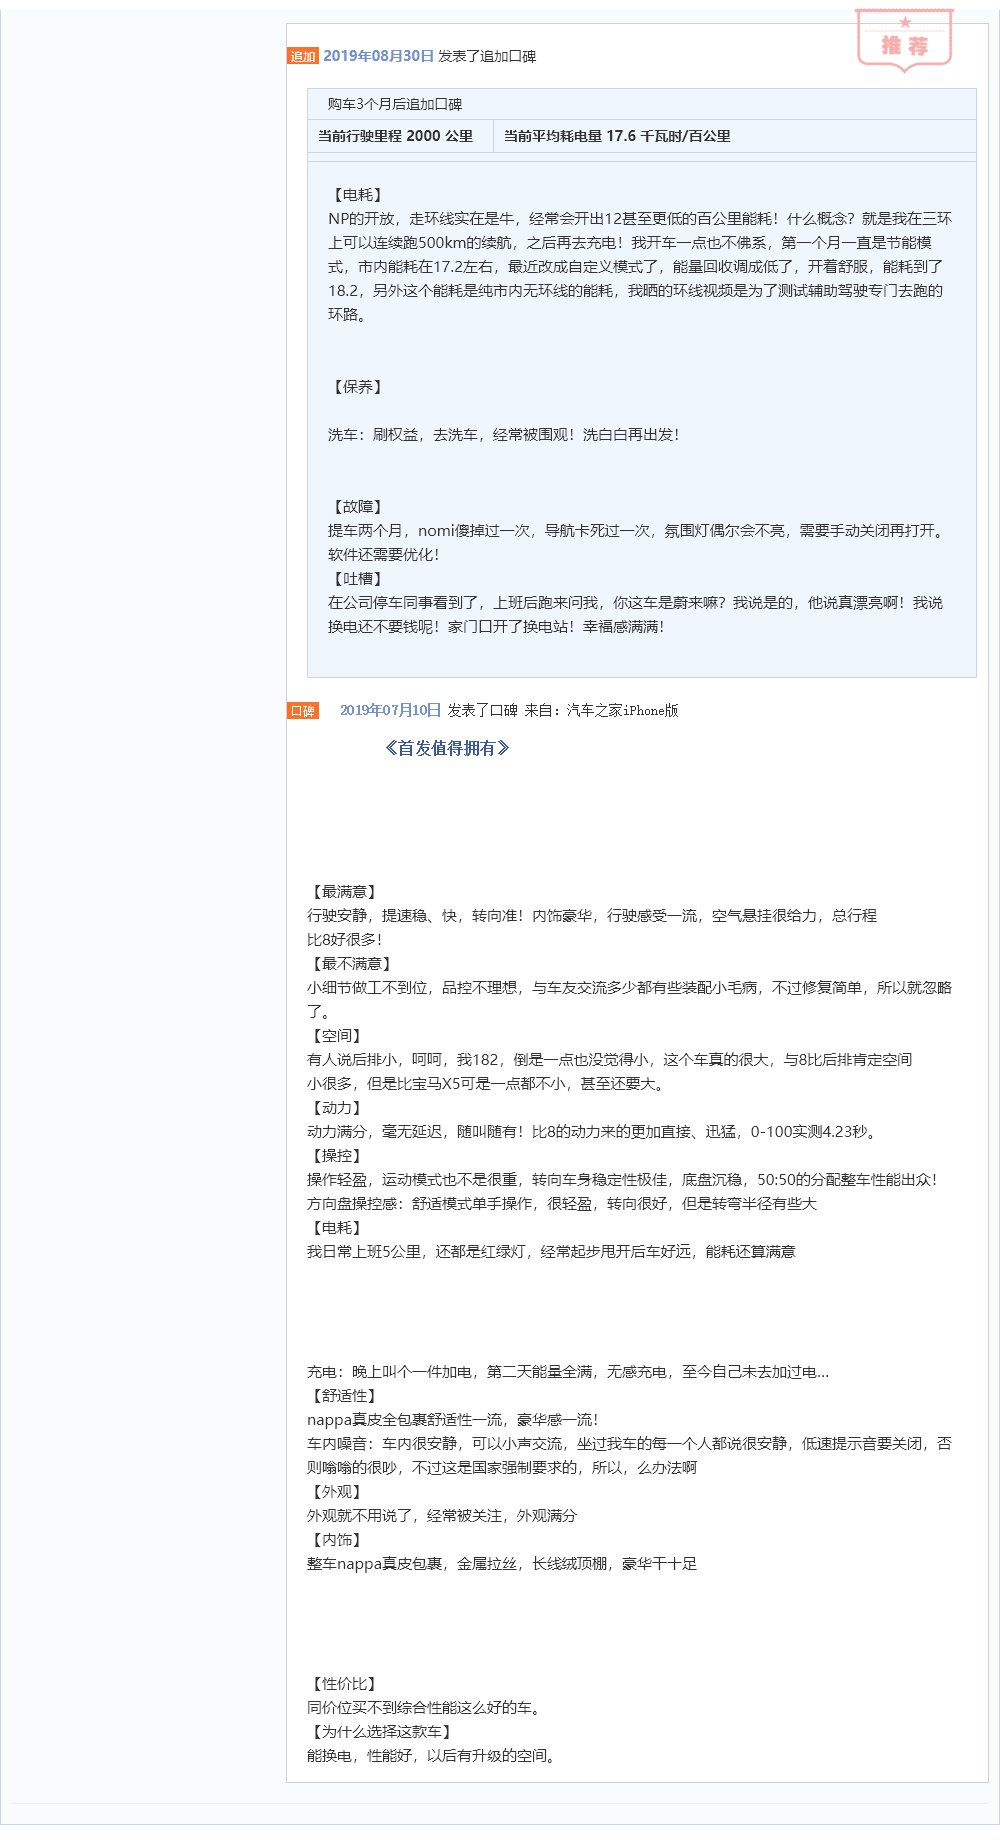 推荐
追加 2019年08月30日 发表了追加口碑
购车3个月后追加口碑
当前行驶里程 2000 公里 当前平均耗电量 17.6 千瓦时/百公里
【电耗】
NP的开放，走环线实在是牛，经常会开出12甚至更低的百公里能耗！什么概念？就是我在三环
上可以连续跑500km的续航，之后再去充电！我开车一点也不佛系，第一个月一直是节能模
式，市内能耗在17.2左右，最近改成自定义模式了，能量回收调成低了，开着舒服，能耗到了
18.2，另外这个能耗是纯市内无环线的能耗，我晒的环线视频是为了测试辅助驾驶专门去跑的
环路。
【保养】
洗车：刷权益，去洗车，经常被围观！洗白白再出发！
【故障】
提车两个月，nomi傻掉过一次，导航卡死过一次，氛围灯偶尔会不亮，需要手动关闭再打开。
软件还需要优化！
【吐槽】
在公司停车同事看到了，上班后跑来问我，你这车是蔚来嘛？我说是的，他说真漂亮啊！我说
换电还不要钱呢！家门口开了换电站！幸福感满满！
口碑 2019年07月10日 发表了口碑 来自：汽车之家iPhone版
《首发值得拥有》
【最满意】
行驶安静，提速稳、快，转向准！内饰豪华，行驶感受一流，空气悬挂很给力，总行程
比8好很多！
【最不满意】
小细节做工不到位，品控不理想，与车友交流多少都有些装配小毛病，不过修复简单，所以就忽略
了。
【空间】
有人说后排小，呵呵，我182，倒是一点也没觉得小，这个车真的很大，与8比后排肯定空间
小很多，但是比宝马X5可是一点都不小，甚至还要大。
【动力】
动力满分，毫无延迟，随叫随有！比8的动力来的更加直接、迅猛，0-100实测4.23秒。
【操控】
操作轻盈，运动模式也不是很重，转向车身稳定性极佳，底盘沉稳，50:50的分配整车性能出众！
方向盘操控感：舒适模式单手操作，很轻盈，转向很好，但是转弯半径有些大
【电耗】
我日常上班5公里，还都是红绿灯，经常起步甩开后车好远，能耗还算满意
充电：晚上叫个一件加电，第二天能量全满，无感充电，至今自己未去加过电...
【舒适性】
nappa真皮全包裹舒适性一流，豪华感一流！
车内噪音：车内很安静，可以小声交流，坐过我车的每一个人都说很安静，低速提示音要关闭，否
则嗡嗡的很吵，不过这是国家强制要求的，所以，么办法啊
【外观】
外观就不用说了，经常被关注，外观满分
【内饰】
整车nappa真皮包裹，金属拉丝，长线绒顶棚，豪华干十足
【性价比】
同价位买不到综合性能这么好的车。
【为什么选择这款车】
能换电，性能好，以后有升级的空间。